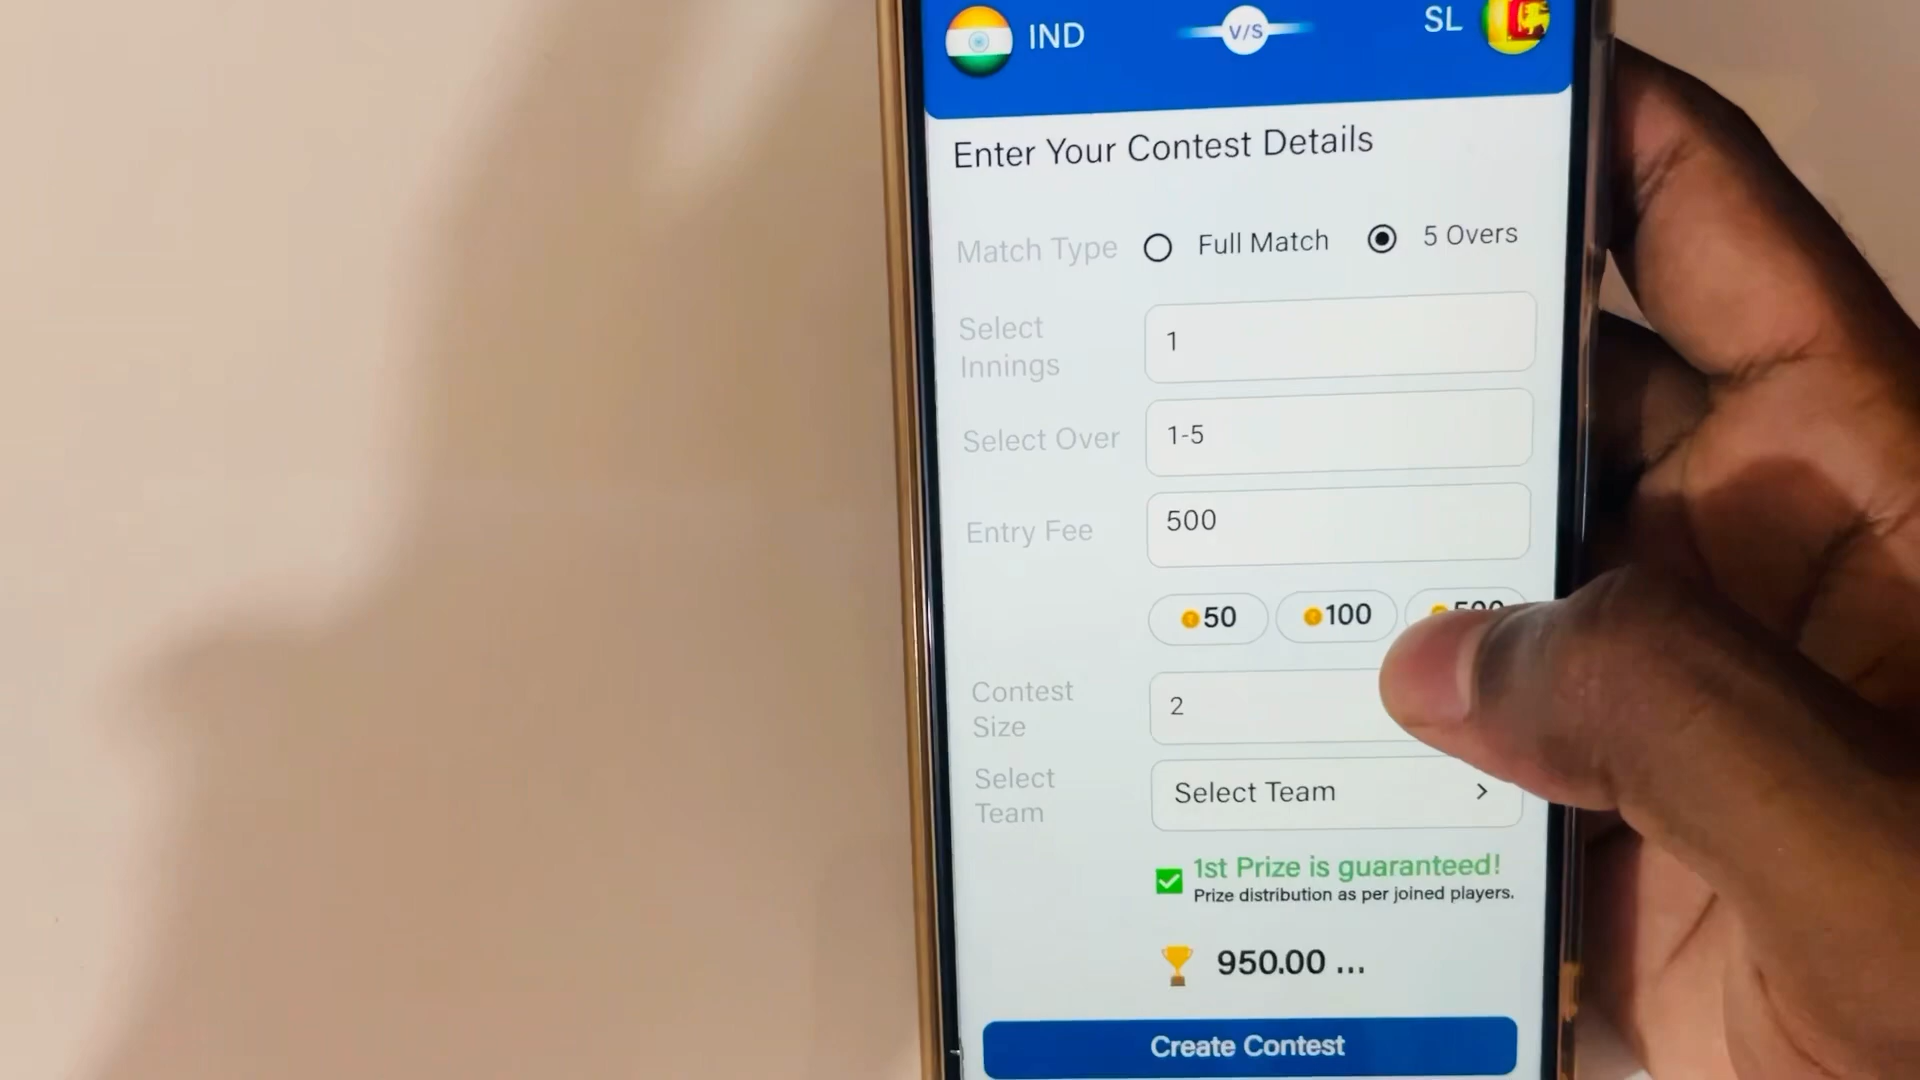 IND V/S SL
Enter Your Contest Details
Match Type Full Match 5 Overs
Select Innings 1
Select Over 1-5
Entry Fee 500
50 100 500
Contest Size 2
Select Team Select Team >
1st Prize is guaranteed!
Prize distribution as per joined players.
950.00 ...
Create Contest